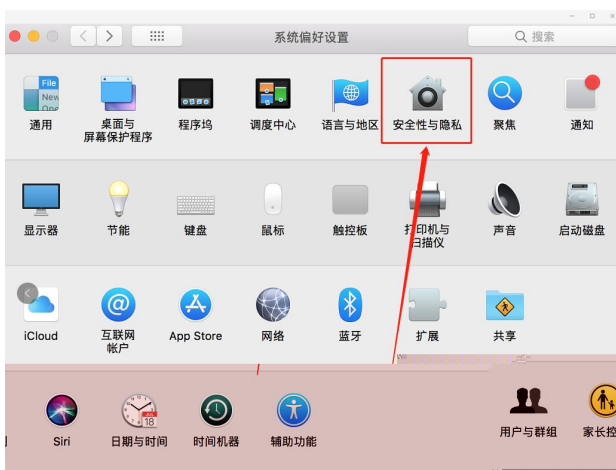 系统偏好设置
搜索
File
New
通用
桌面与
屏幕保护程序
程序坞
调度中心
语言与地区
安全性与隐私
聚焦
通知
显示器
节能
键盘
鼠标
触控板
打印机与
扫描仪
声音
启动磁盘
iCloud
互联网
帐户
App Store
网络
蓝牙
扩展
共享
JUL
18
Siri
日期与时间
时间机器
辅助功能
用户与群组
家长控